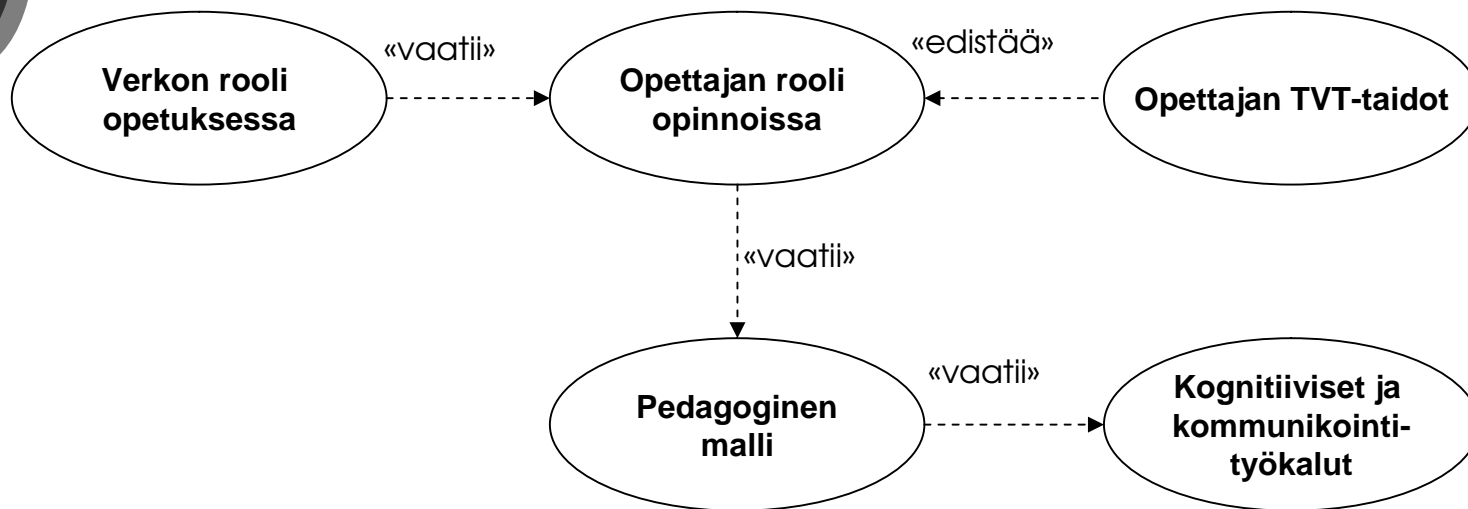 «vaatii»
«edistää»
Verkon rooli
opetuksessa
Opettajan rooli
opinnoissa
Opettajan TVT-taidot
«vaatii»
«vaatii»
Pedagoginen
malli
Kognitiiviset ja
kommunikointi-
työkalut